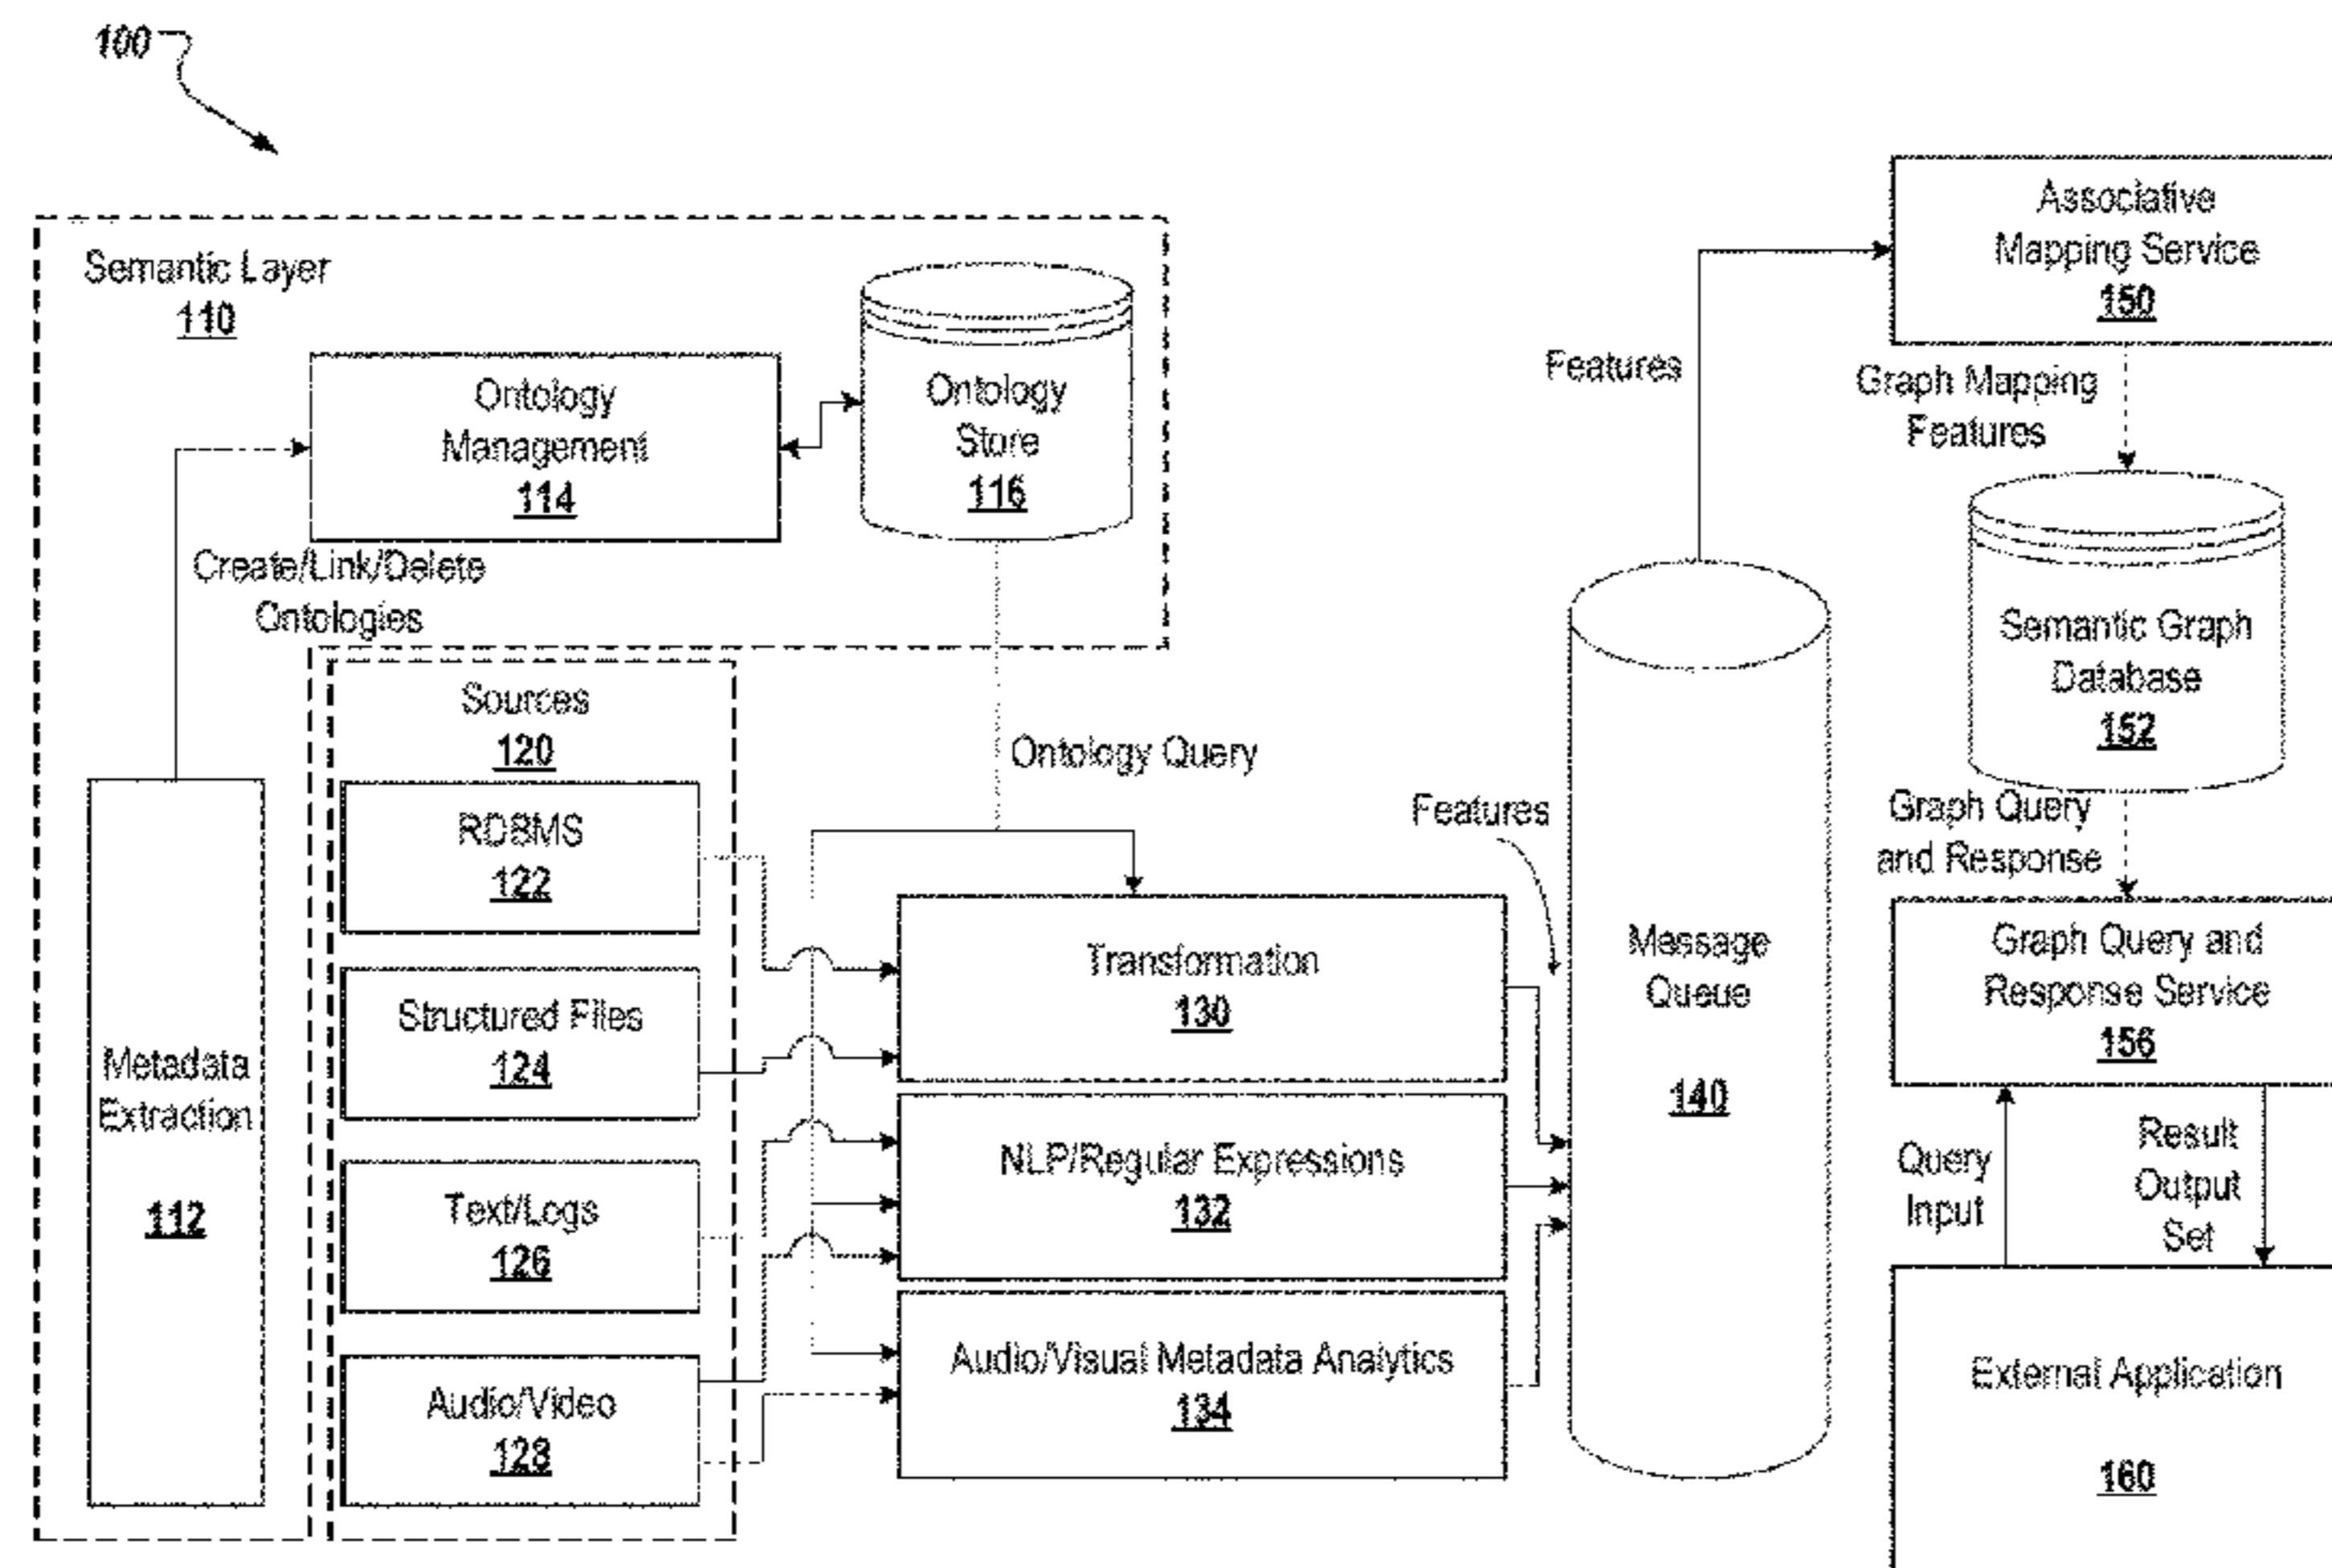 100
Semantic Layer
110
Ontology
Management
114
Ontology
Store
116
Create/Link/Delete
Ontologies
Metadata
Extraction
112
Sources
120
RDBMS
122
Structured Files
124
Text/Logs
126
Audio/Video
128
Ontology Query
Transformation
130
NLP/Regular Expressions
132
Audio/Visual Metadata Analytics
134
Features
Message
Queue
140
Features
Associative
Mapping Service
150
Graph Mapping
Features
Semantic Graph
Database
152
Graph Query
and Response
Graph Query and
Response Service
156
Query
Input
Result
Output
Set
External Application
160